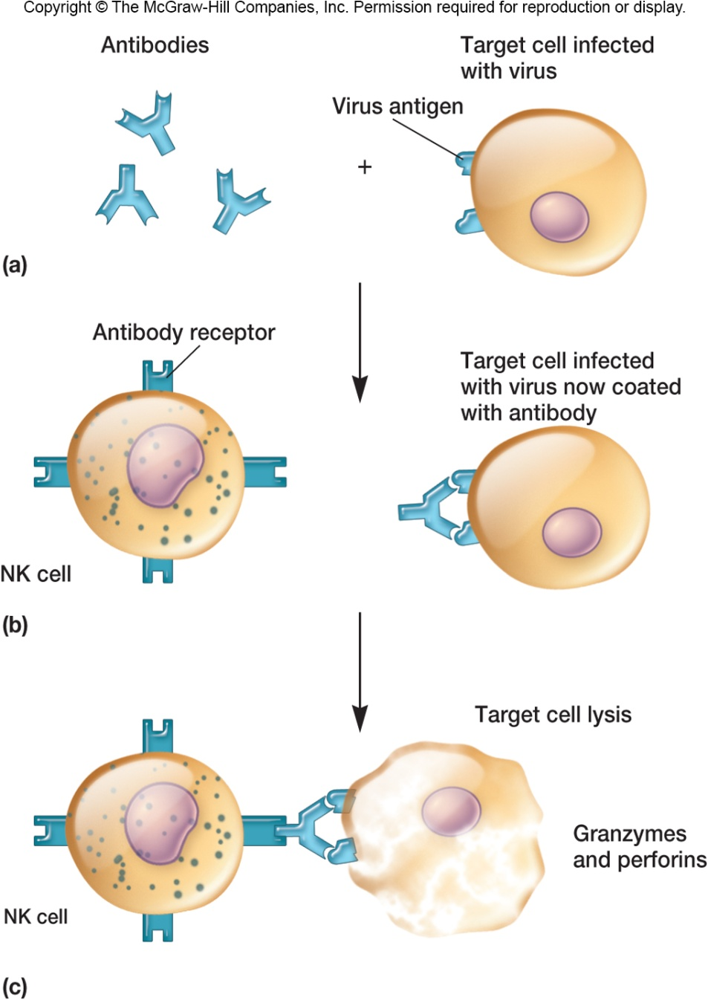 Copyright © The McGraw-Hill Companies, Inc. Permission required for reproduction or display.
Antibodies
Target cell infected
with virus
Virus antigen
+
(a)
Antibody receptor
Target cell infected
with virus now coated
with antibody
NK cell
(b)
Target cell lysis
Granzymes
and perforins
NK cell
(c)